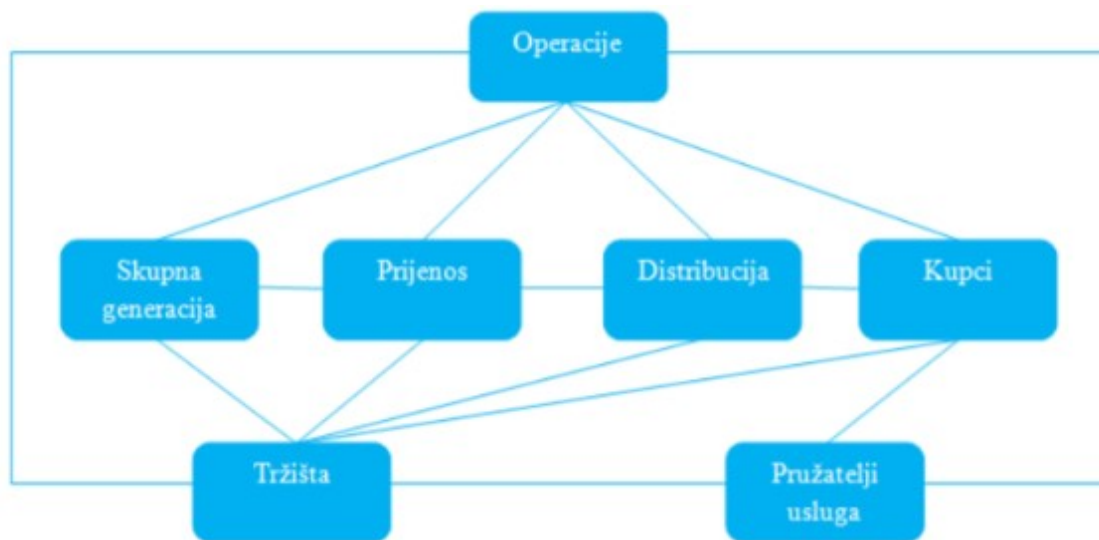 Operacije
Skupna
generacija
Prijenos
Distribucija
Kupci
Tržišta
Pružatelji
usluga